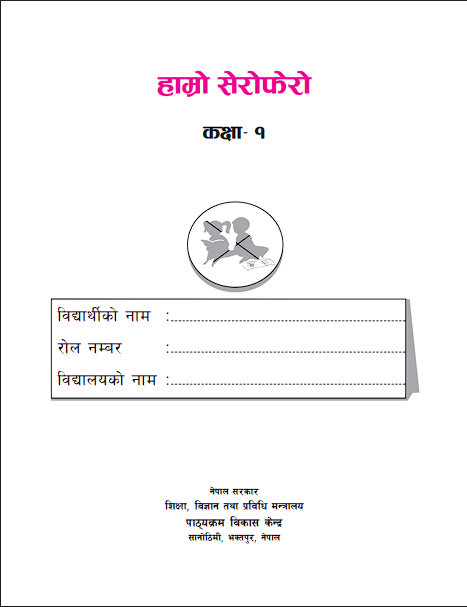 हाम्रो सेरोफेरो
कक्षा- १
विद्यार्थीको नाम :
रोल नम्बर :
विद्यालयको नाम :
नेपाल सरकार
शिक्षा, विज्ञान तथा प्रविधि मन्त्रालय
पाठ्यक्रम विकास केन्द्र
सानोठिमी, भक्तपुर, नेपाल